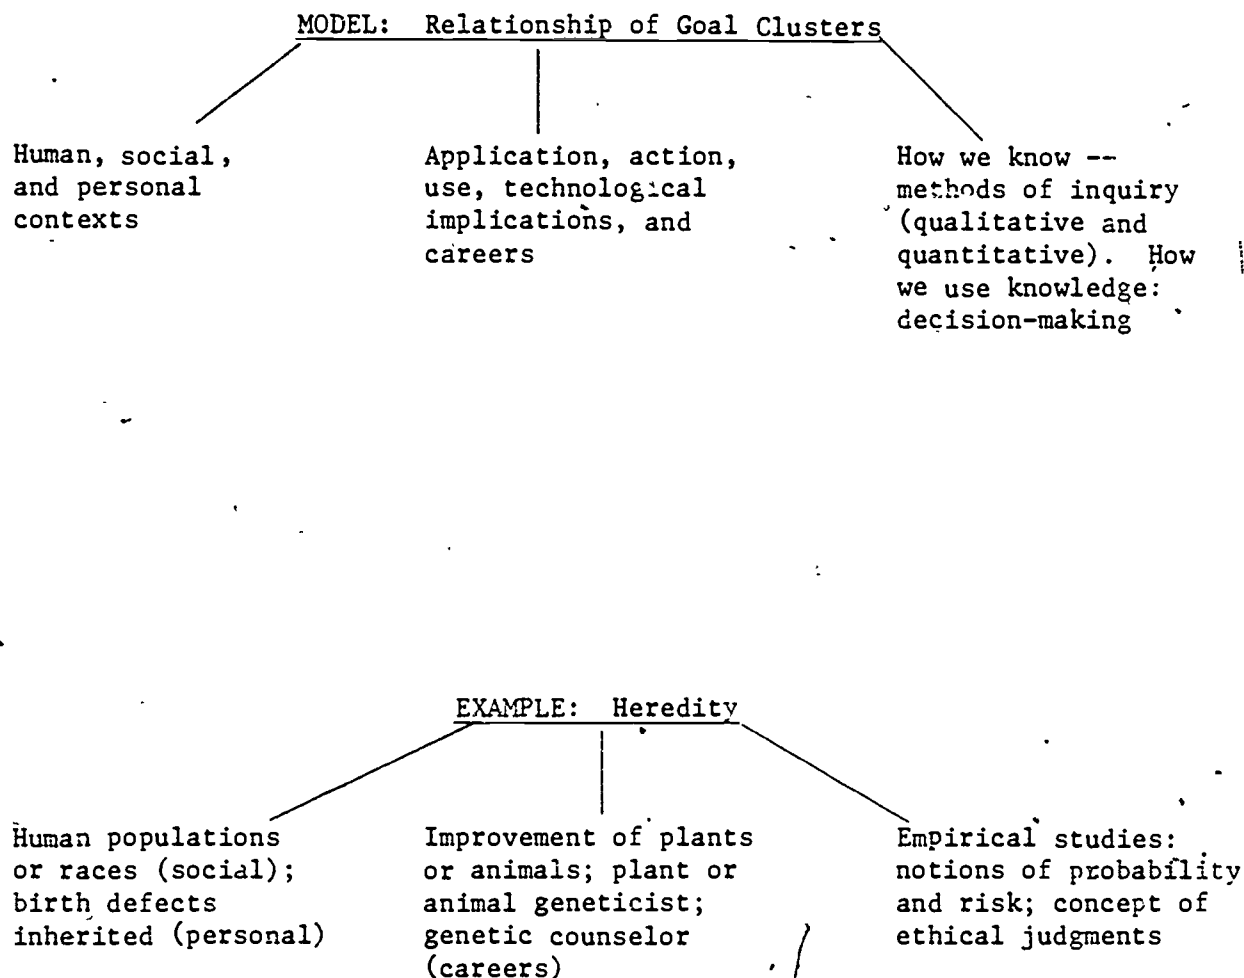 MODEL: Relationship of Goal Clusters
Human, social,
and personal
contexts
Application, action,
use, technological
implications, and
careers
How we know --
methods of inquiry
(qualitative and
quantitative). How
we use knowledge:
decision-making
EXAMPLE: Heredity
Human populations
or races (social);
birth defects
inherited (personal)
Improvement of plants
or animals; plant or
animal geneticist;
genetic counselor
(careers)
Empirical studies:
notions of probability
and risk; concept of
ethical judgments